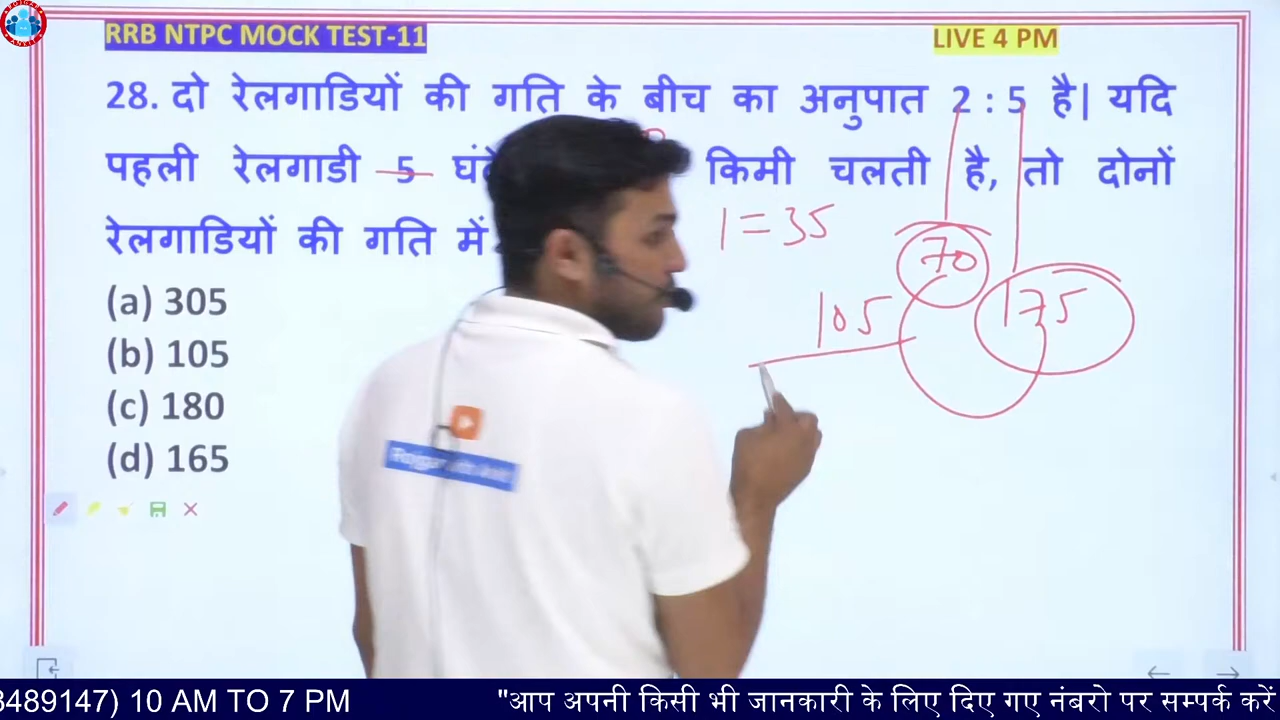 RRB NTPC MOCK TEST-11
LIVE 4 PM
28. दो रेलगाडियों की गति के बीच का अनुपात 2 : 5 है| यदि
पहली रेलगाडी 5 किमी चलती है, तो दोनों
रेलगाडियों की गति में
1 = 35
70
175
105
(a) 305
(b) 105
(c) 180
(d) 165
3489147) 10 AM TO 7 PM "आप अपनी किसी भी जानकारी के लिए दिए गए नंबरो पर सम्पर्क करें